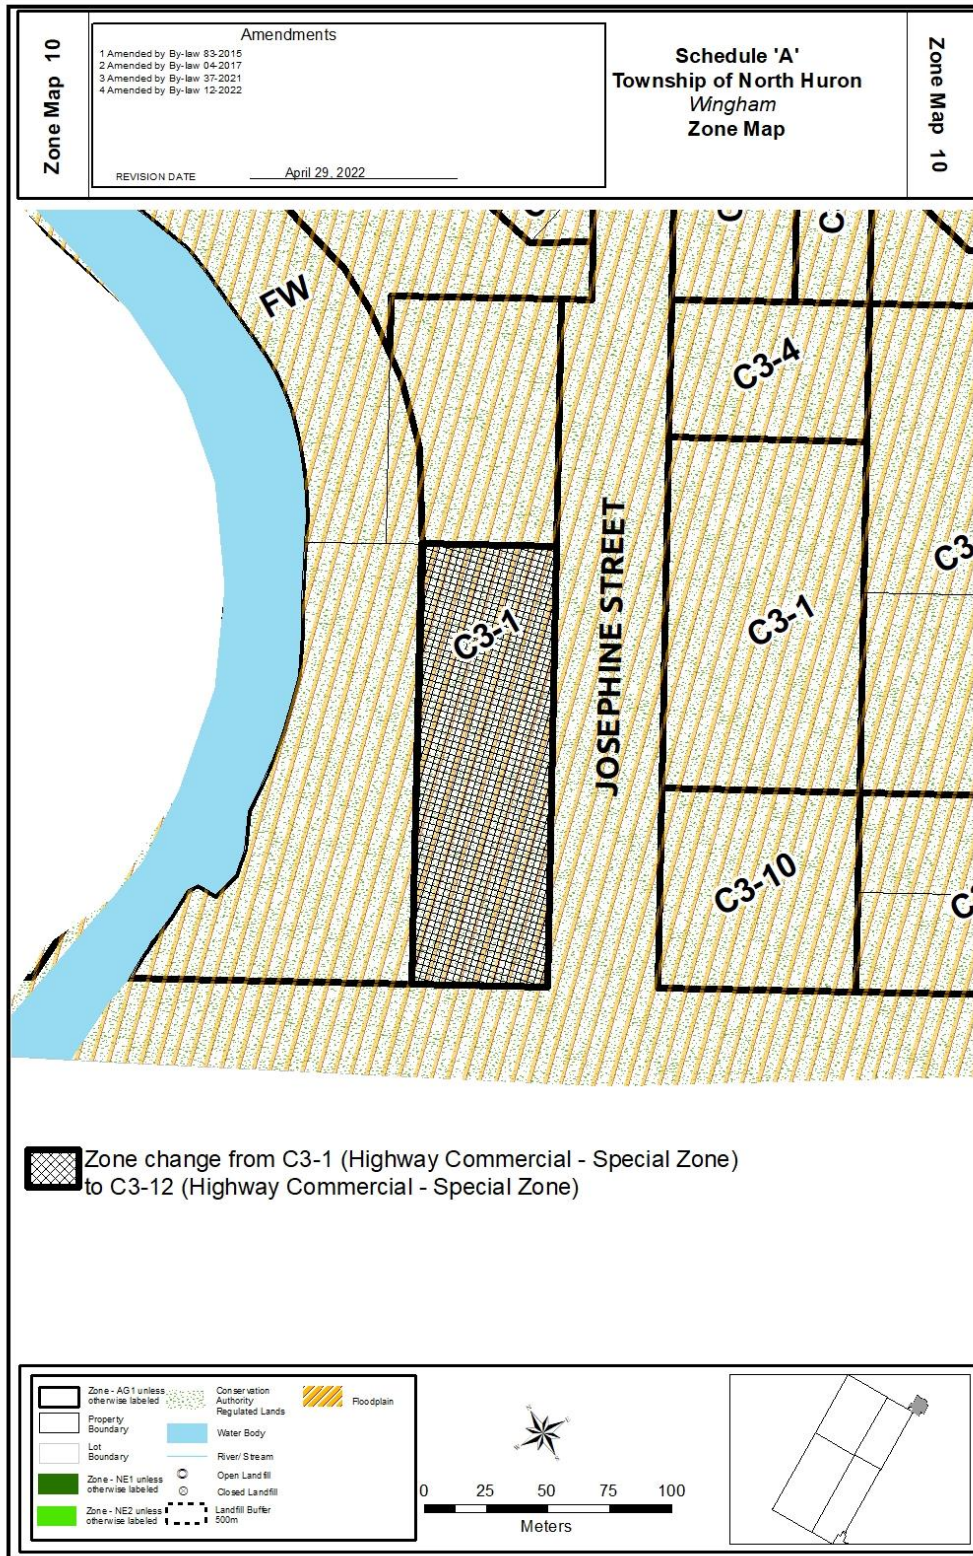 Zone Map 10
Amendments
1 Amended by By-law 83-2015
2 Amended by By-law 04-2017
3 Amended by By-law 37-2021
4 Amended by By-law 12-2022
REVISION DATE
April 29, 2022
Schedule 'A'
Township of North Huron
Wingham
Zone Map
Zone Map 10
FW
C3-4
C3
C3-1
C3-1
JOSEPHINE STREET
C3-10
Zone change from C3-1 (Highway Commercial - Special Zone)
to C3-12 (Highway Commercial - Special Zone)
Zone - AG1 unless
otherwise labeled
Property
Boundary
Lot
Boundary
Zone - NE1 unless
otherwise labeled
Zone - NE2 unless
otherwise labeled
Conservation
Authority
Regulated Lands
Water Body
River/ Stream
Open Landfill
Closed Landfill
Landfill Buffer
500m
Floodplain
0 25 50 75 100
Meters